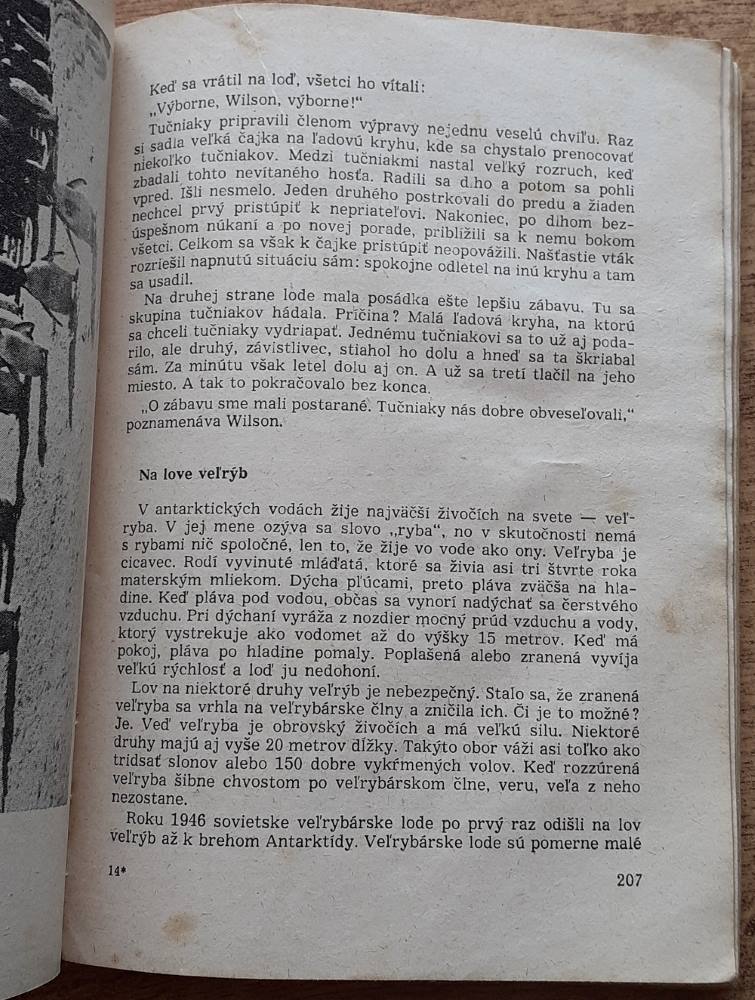 Keď sa vrátil na loď, všetci ho vítali:
„Výborne, Wilson, výborne!“
Tučniaky pripravili členom výpravy nejednu veselú chvíľu. Raz
si sadla veľká čajka na ľadovú kryhu, kde sa chystalo prenocovať
niekoľko tučniakov. Medzi tučniakmi nastal veľký rozruch, keď
zbadali tohto nevítaného hosťa. Radili sa dlho a potom sa pohli
vpred. Išli nesmelo. Jeden druhého postrkovali do predu a žiaden
nechcel prvý pristúpiť k nepriateľovi. Nakoniec, po dlhom bez-
úspešnom núkaní a po novej porade, priblížili sa k nemu bokom
všetci. Celkom sa však k čajke pristúpiť neopovážili. Našťastie vták
rozriešil napnutú situáciu sám: spokojne odletel na inú kryhu a tam
sa usadil.
Na druhej strane lode mala posádka ešte lepšiu zábavu. Tu sa
skupina tučniakov hádala. Príčina? Malá ľadová kryha, na ktorú
sa chceli tučniaky vydriapať. Jednému tučniakovi sa to už aj poda-
rilo, ale druhý, závistlivec, stiahol ho dolu a hneď sa ta škriabal
sám. Za minútu však letel dolu aj on. A už sa tretí tlačil na jeho
miesto. A tak to pokračovalo bez konca.
„O zábavu sme mali postarané. Tučniaky nás dobre obveseľovali,“
poznamenáva Wilson.
Na love veľrýb
V antarktických vodách žije najväčší živočích na svete — veľ-
ryba. V jej mene ozýva sa slovo „ryba“, no v skutočnosti nemá
s rybami nič spoločné, len to, že žije vo vode ako ony. Veľryba je
cicavec. Rodí vyvinuté mláďatá, ktoré sa živia asi tri štvrte roka
materským mliekom. Dýcha pľúcami, preto pláva zväčša na hla-
dine. Keď pláva pod vodou, občas sa vynorí nadýchať sa čerstvého
vzduchu. Pri dýchaní vyráža z nozdier mocný prúd vzduchu a vody,
ktorý vystrekuje ako vodomet až do výšky 15 metrov. Keď má
pokoj, pláva po hladine pomaly. Poplašená alebo zranená vyvíja
veľkú rýchlosť a loď ju nedohoní.
Lov na niektoré druhy veľrýb je nebezpečný. Stalo sa, že zranená
veľryba sa vrhla na veľrybárske člny a zničila ich. Či je to možné?
Je. Veď veľryba je obrovský živočích a má veľkú silu. Niektoré
druhy majú aj vyše 20 metrov dĺžky. Takýto obor váži asi toľko ako
tridsať slonov alebo 150 dobre vykŕmených volov. Keď rozzúrená
veľryba šibne chvostom po veľrybárskom člne, veru, veľa z neho
nezostane.
Roku 1946 sovietske veľrybárske lode po prvý raz odišli na lov
veľrýb až k brehom Antarktídy. Veľrybárske lode sú pomerne malé
14*
207